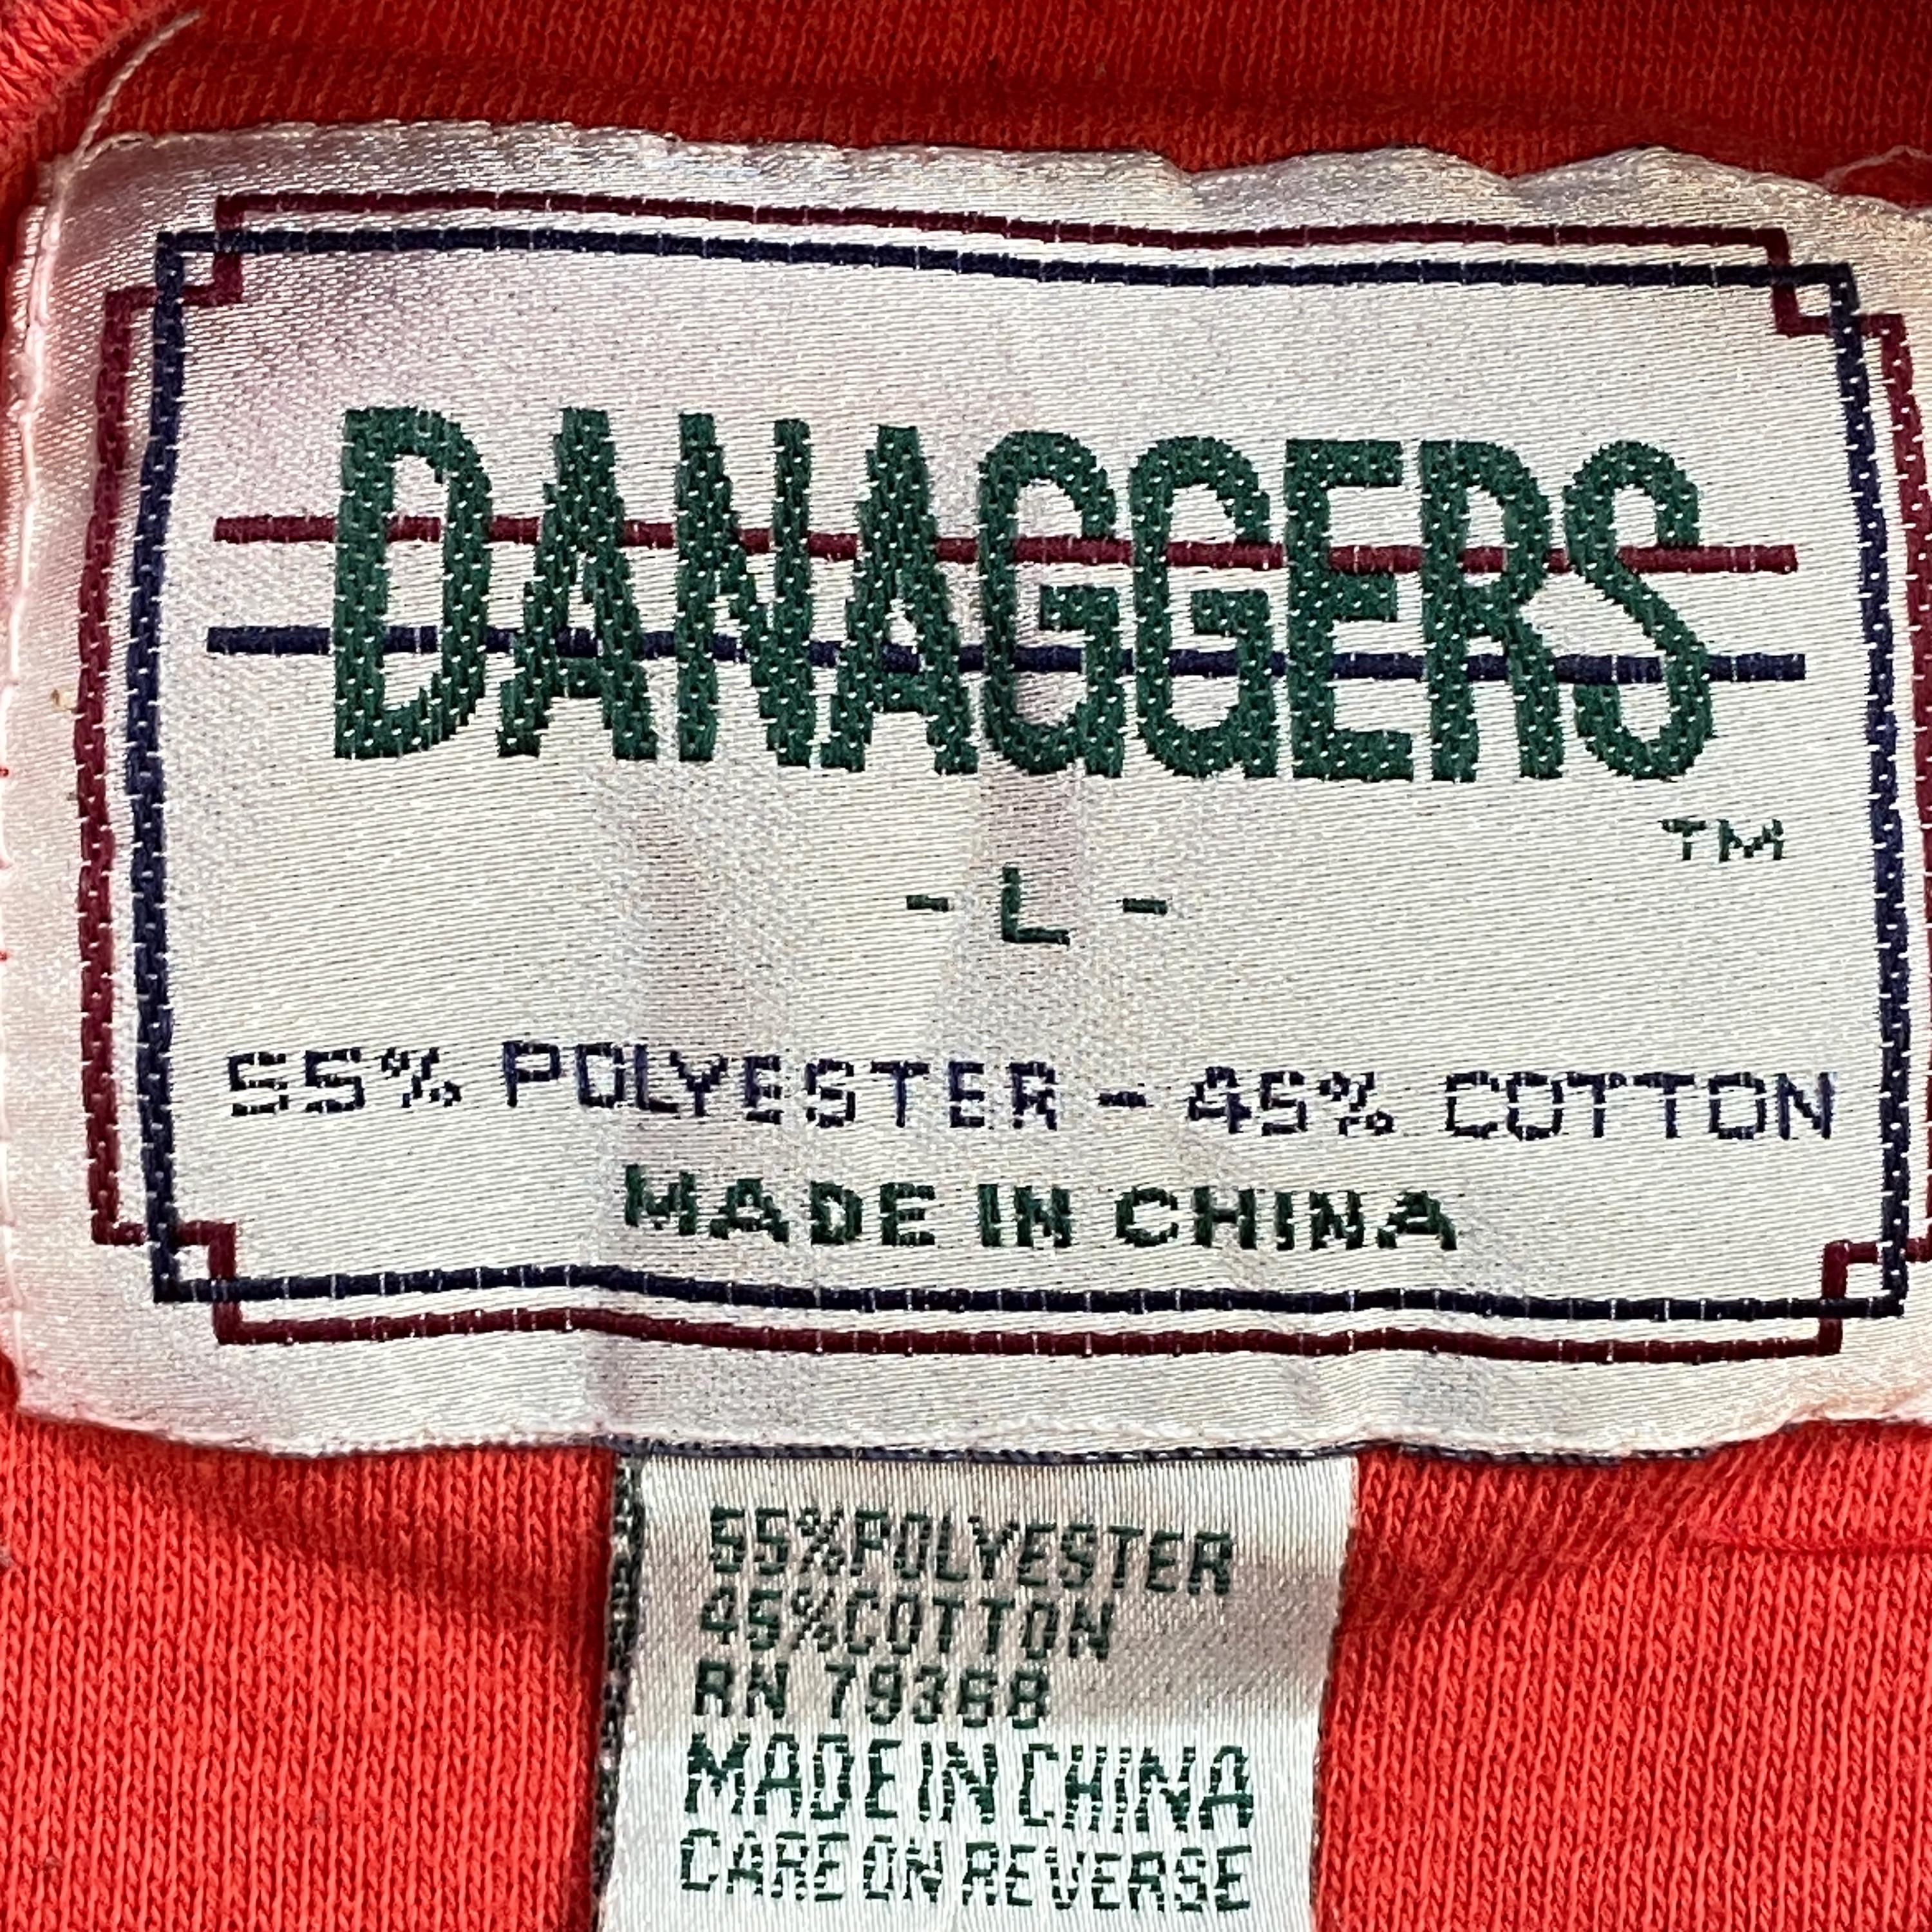 DANAGGERS
TM
- L -
55% POLYESTER - 45% COTTON
MADE IN CHINA
55%POLYESTER
45%COTTON
RN 79368
MADE IN CHINA
CARE ON REVERSE